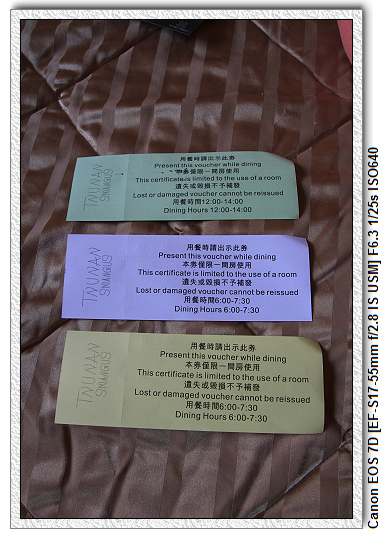 TNUNAN
SMANGUS
用餐時請出示此券
Present this voucher while dining
本券僅限一間房使用
This certificate is limited to the use of a room
遺失或毀損不予補發
Lost or damaged voucher cannot be reissued
用餐時間12:00-14:00
Dining Hours 12:00-14:00
TNUNAN
SMANGUS
用餐時請出示此券
Present this voucher while dining
本券僅限一間房使用
This certificate is limited to the use of a room
遺失或毀損不予補發
Lost or damaged voucher cannot be reissued
用餐時間6:00-7:30
Dining Hours 6:00-7:30
TNUNAN
SMANGUS
用餐時請出示此券
Present this voucher while dining
本券僅限一間房使用
This certificate is limited to the use of a room
遺失或毀損不予補發
Lost or damaged voucher cannot be reissued
用餐時間6:00-7:30
Dining Hours 6:00-7:30
Canon EOS 7D [EF-S17-55mm f/2.8 IS USM] F6.3 1/25s ISO640